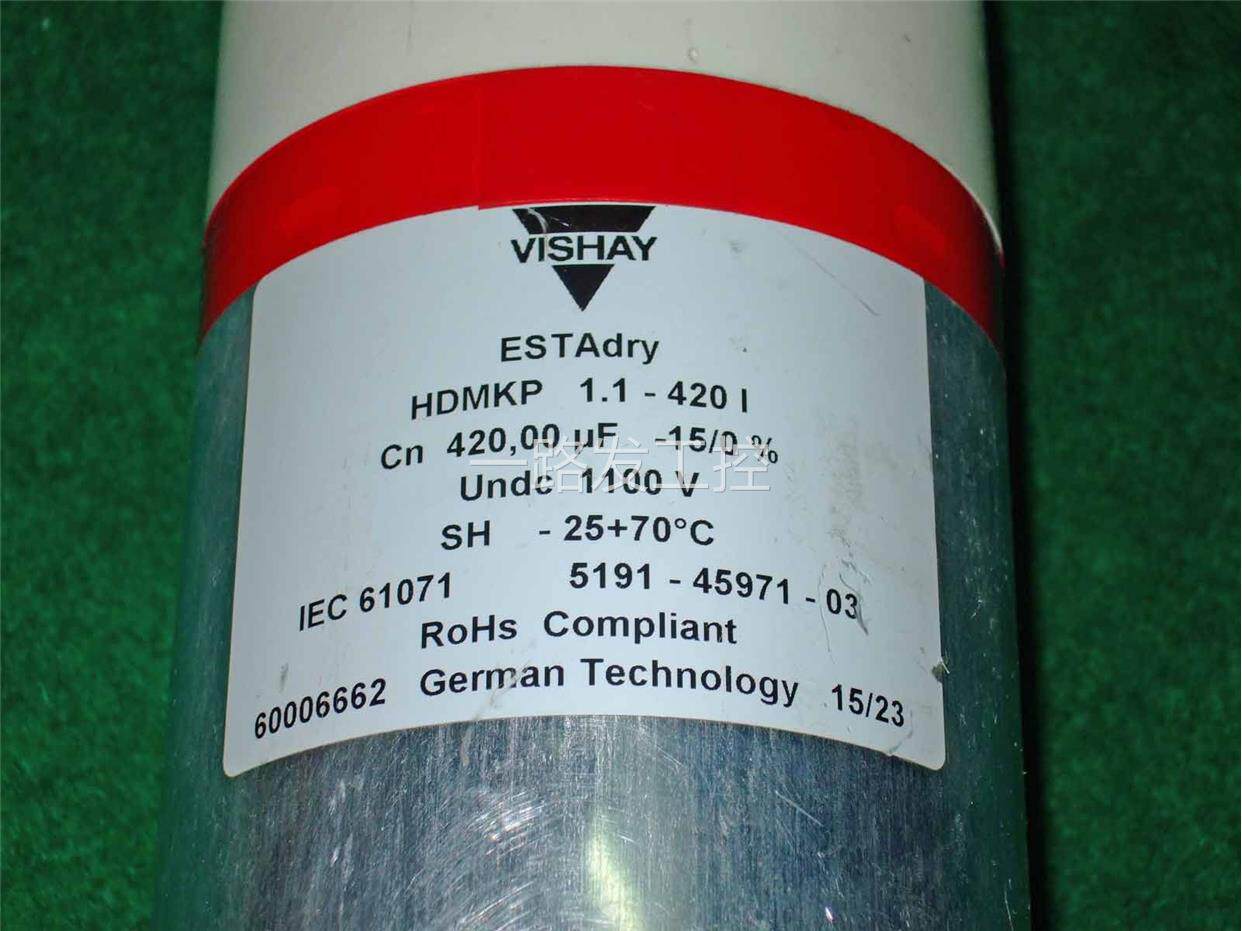 VISHAY
ESTAdry
HDMKP 1.1 - 420 I
Cn 420,00 µF -15/0 %
Undc 1100 V
一路发工控
SH - 25+70°C
IEC 61071 5191 - 45971 - 03
RoHs Compliant
60006662 German Technology 15/23